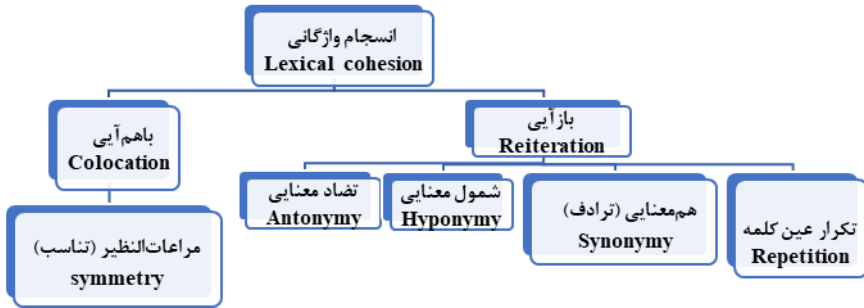 انسجام واژگانی
Lexical cohesion
بازآیی
Reiteration
باهم‌آیی
Colocation
تکرار عین کلمه
Repetition
هم‌معنایی (ترادف)
Synonymy
شمول معنایی
Hyponymy
تضاد معنایی
Antonymy
مراعات‌النظیر (تناسب)
symmetry